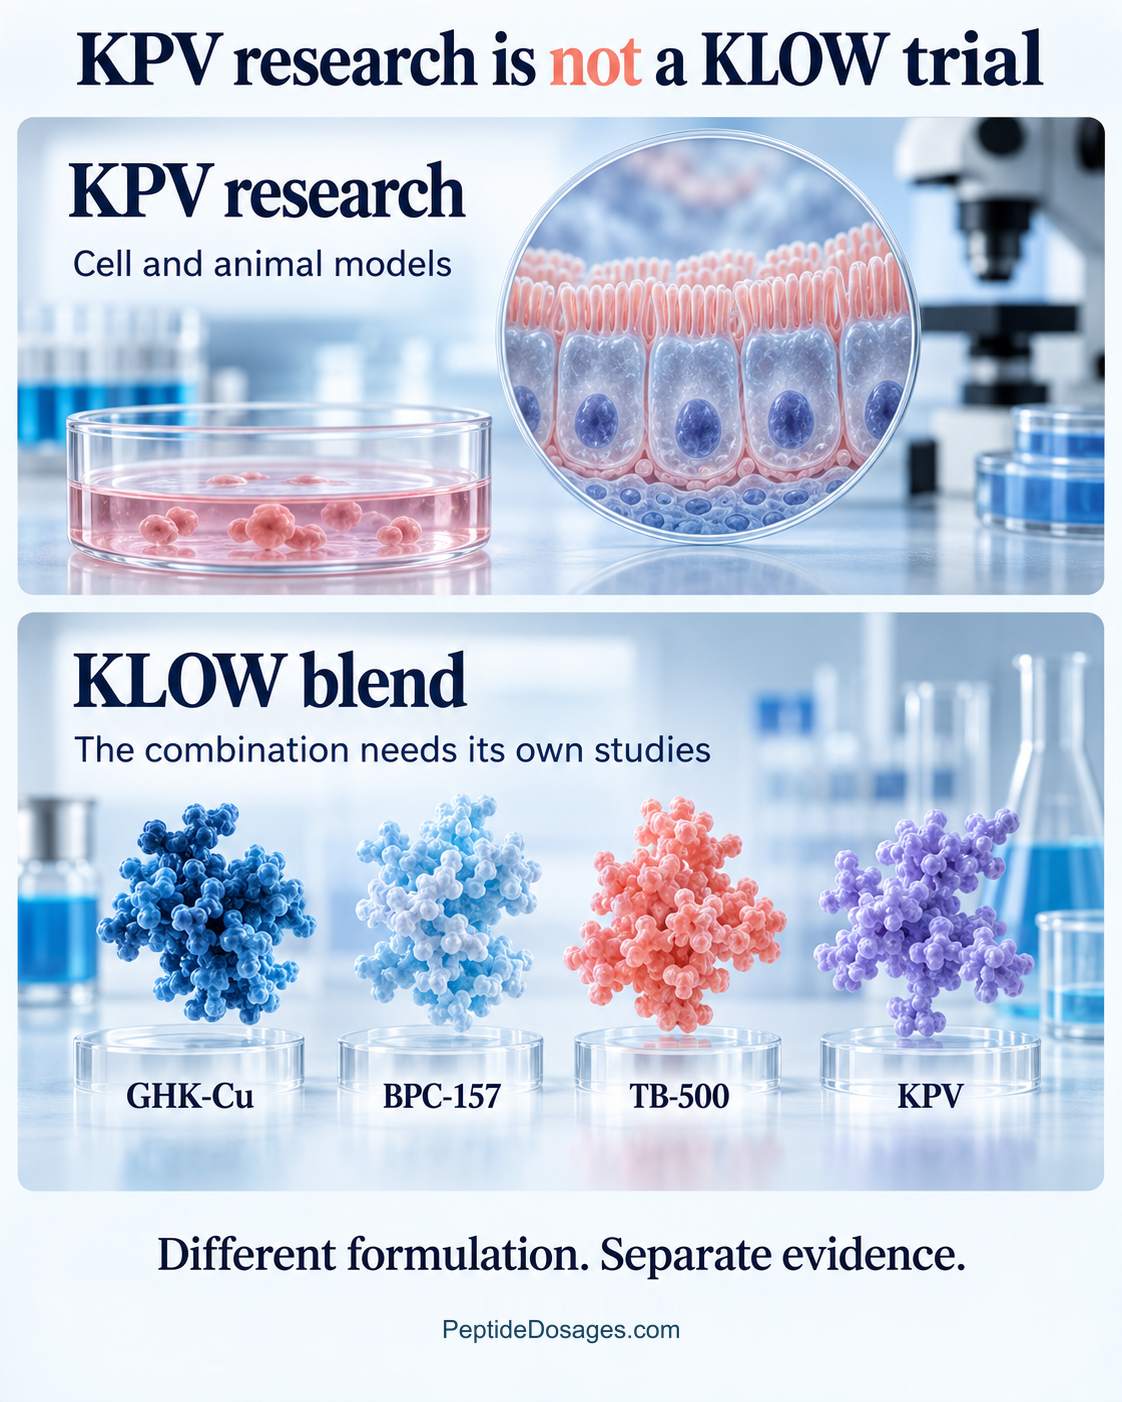 KPV research is not a KLOW trial
KPV research
Cell and animal models
KLOW blend
The combination needs its own studies
GHK-Cu
BPC-157
TB-500
KPV
Different formulation. Separate evidence.
PeptideDosages.com